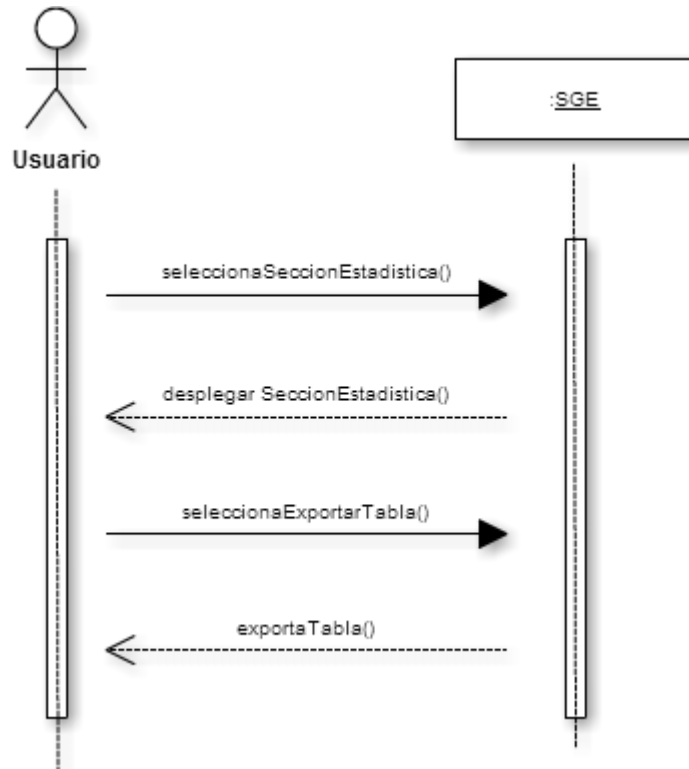 :SGE
Usuario
seleccionaSeccionEstadistica()
desplegar SeccionEstadistica()
seleccionaExportarTabla()
exportaTabla()